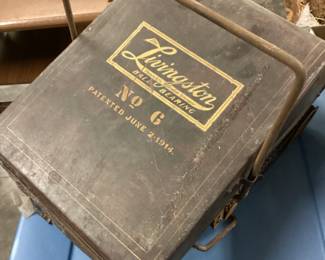 Livingston
BALL BEARING
No 6
PATENTED JUNE 2-1914.